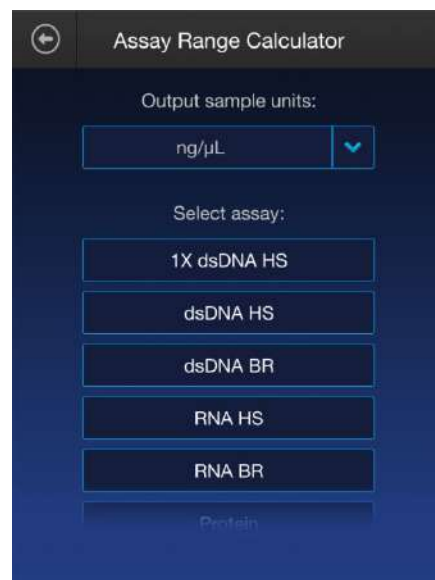 Assay Range Calculator
Output sample units:
ng/µL
Select assay:
1X dsDNA HS
dsDNA HS
dsDNA BR
RNA HS
RNA BR
Protein